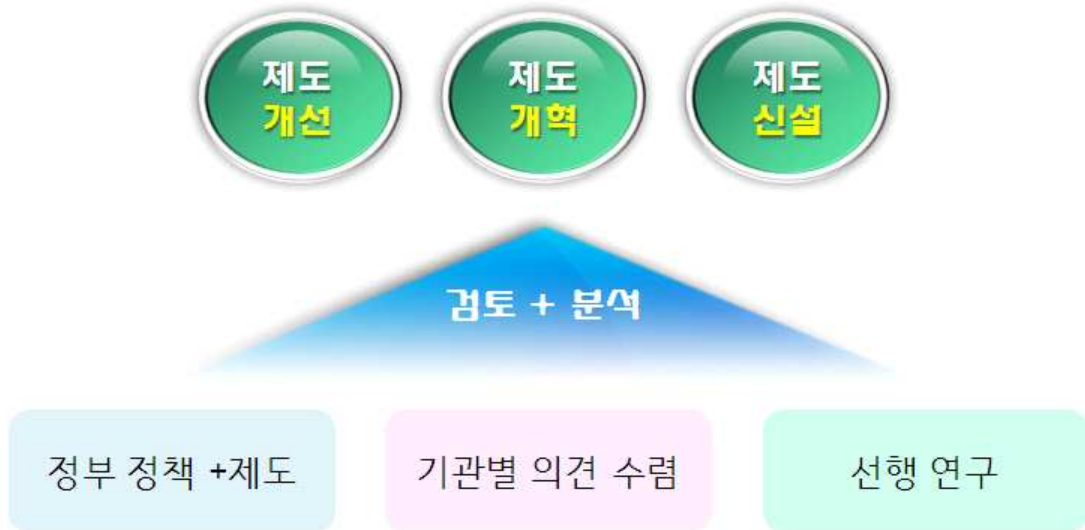 제도
개선
제도
개혁
제도
신설
검토 + 분석
정부 정책 +제도
기관별 의견 수렴
선행 연구